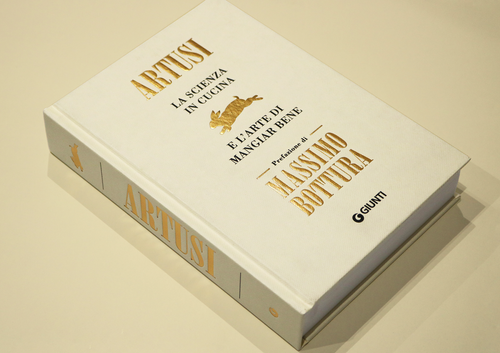 ARTUSI
LA SCIENZA
IN CUCINA
E L'ARTE DI
MANGIAR BENE
Prefazione di
MASSIMO
BOTTURA
GIUNTI
ARTUSI